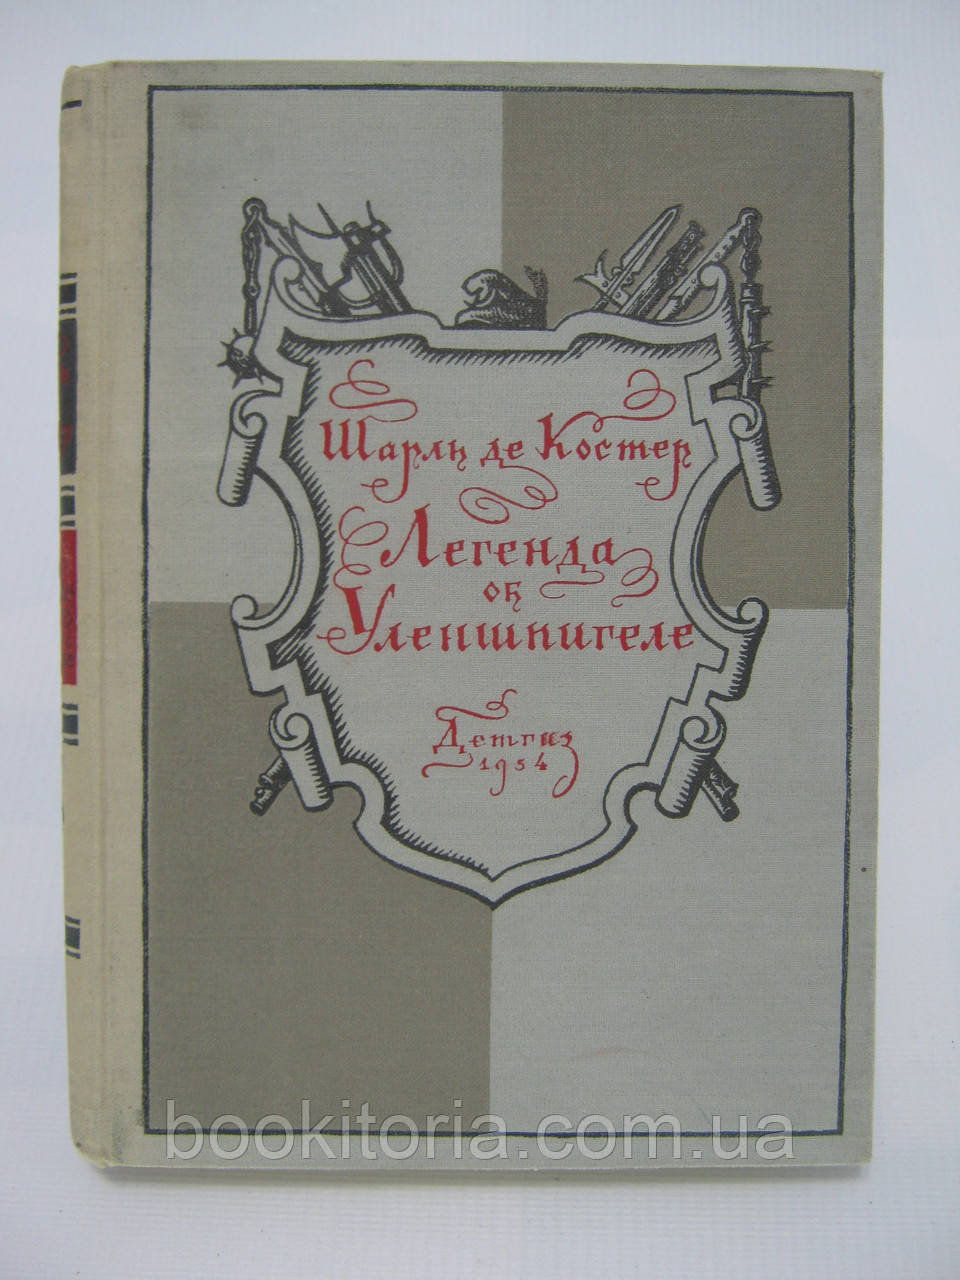 Шарль де Костер
Легенда
об
Уленшпигеле
Детгиз
1954
bookitoria.com.ua